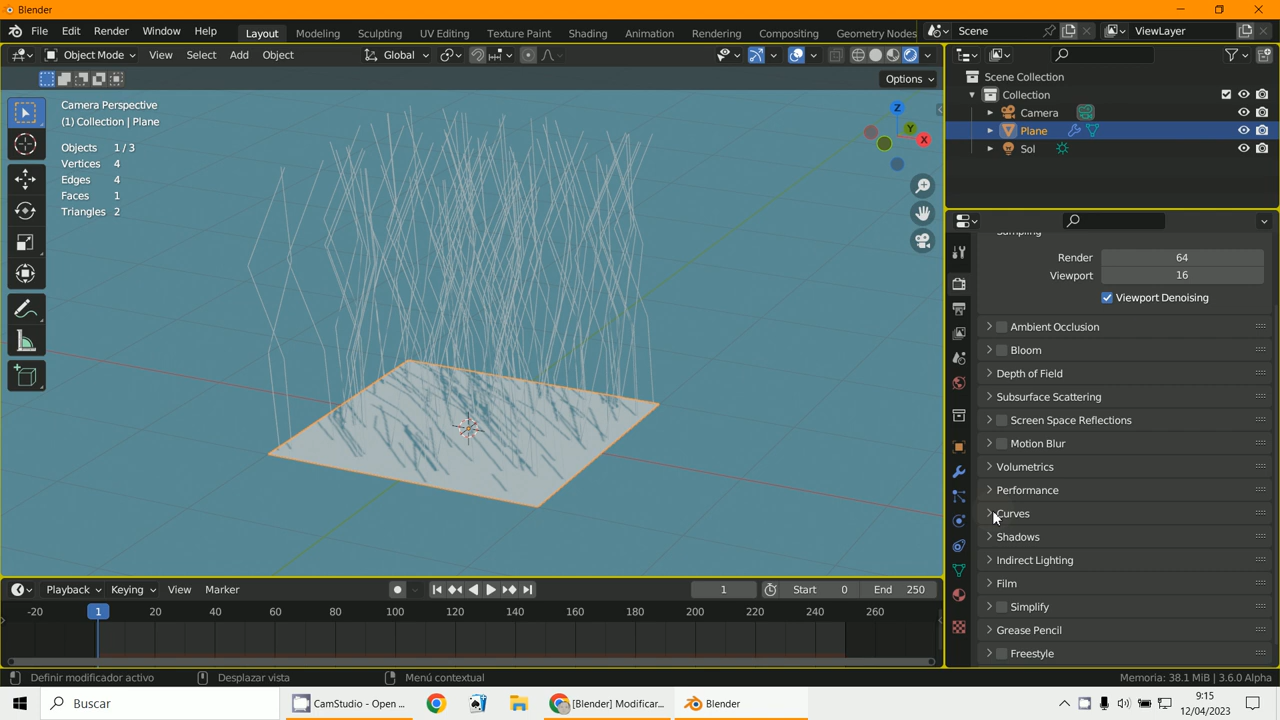 Blender
File Edit Render Window Help Layout Modeling Sculpting UV Editing Texture Paint Shading Animation Rendering Compositing Geometry Nodes Scene ViewLayer
Object Mode View Select Add Object Global
Options
Camera Perspective
(1) Collection | Plane
Objects 1 / 3
Vertices 4
Edges 4
Faces 1
Triangles 2
Z
Y
X
Scene Collection
Collection
Camera
Plane
Sol
Sampling
Render 64
Viewport 16
Viewport Denoising
Ambient Occlusion
Bloom
Depth of Field
Subsurface Scattering
Screen Space Reflections
Motion Blur
Volumetrics
Performance
Curves
Shadows
Indirect Lighting
Film
Simplify
Grease Pencil
Freestyle
Playback Keying View Marker 1 Start 0 End 250
-20 1 20 40 60 80 100 120 140 160 180 200 220 240 260
Definir modificador activo Desplazar vista Menú contextual Memoria: 38.1 MiB | 3.6.0 Alpha
Buscar CamStudio - Open ... [Blender] Modificar... Blender
9:15
12/04/2023